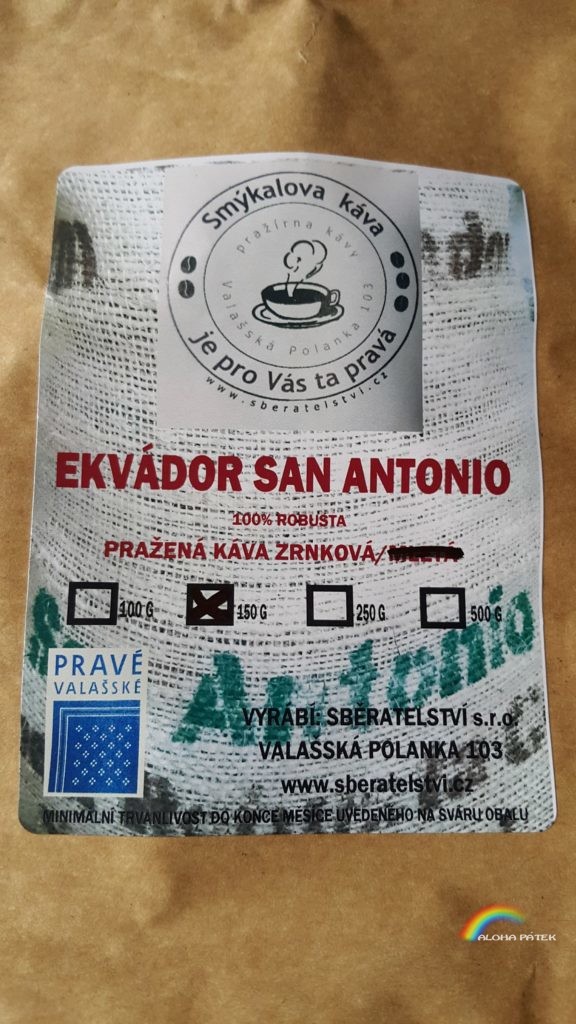 Smýkalova káva
pražírna kávy
Valašská Polanka 103
je pro Vás ta pravá
www.sberatelstvi.cz
EKVÁDOR SAN ANTONIO
100% ROBUSTA
PRAŽENÁ KÁVA ZRNKOVÁ/MLETÁ
100 G
150 G
250 G
500 G
Antonio
PRAVÉ
VALAŠSKÉ
VYRÁBÍ: SBĚRATELSTVÍ s.r.o.
VALAŠSKÁ POLANKA 103
www.sberatelstvi.cz
MINIMÁLNÍ TRVANLIVOST DO KONCE MĚSÍCE UVEDENÉHO NA SVÁRU OBALU
ALOHA PÁTEK